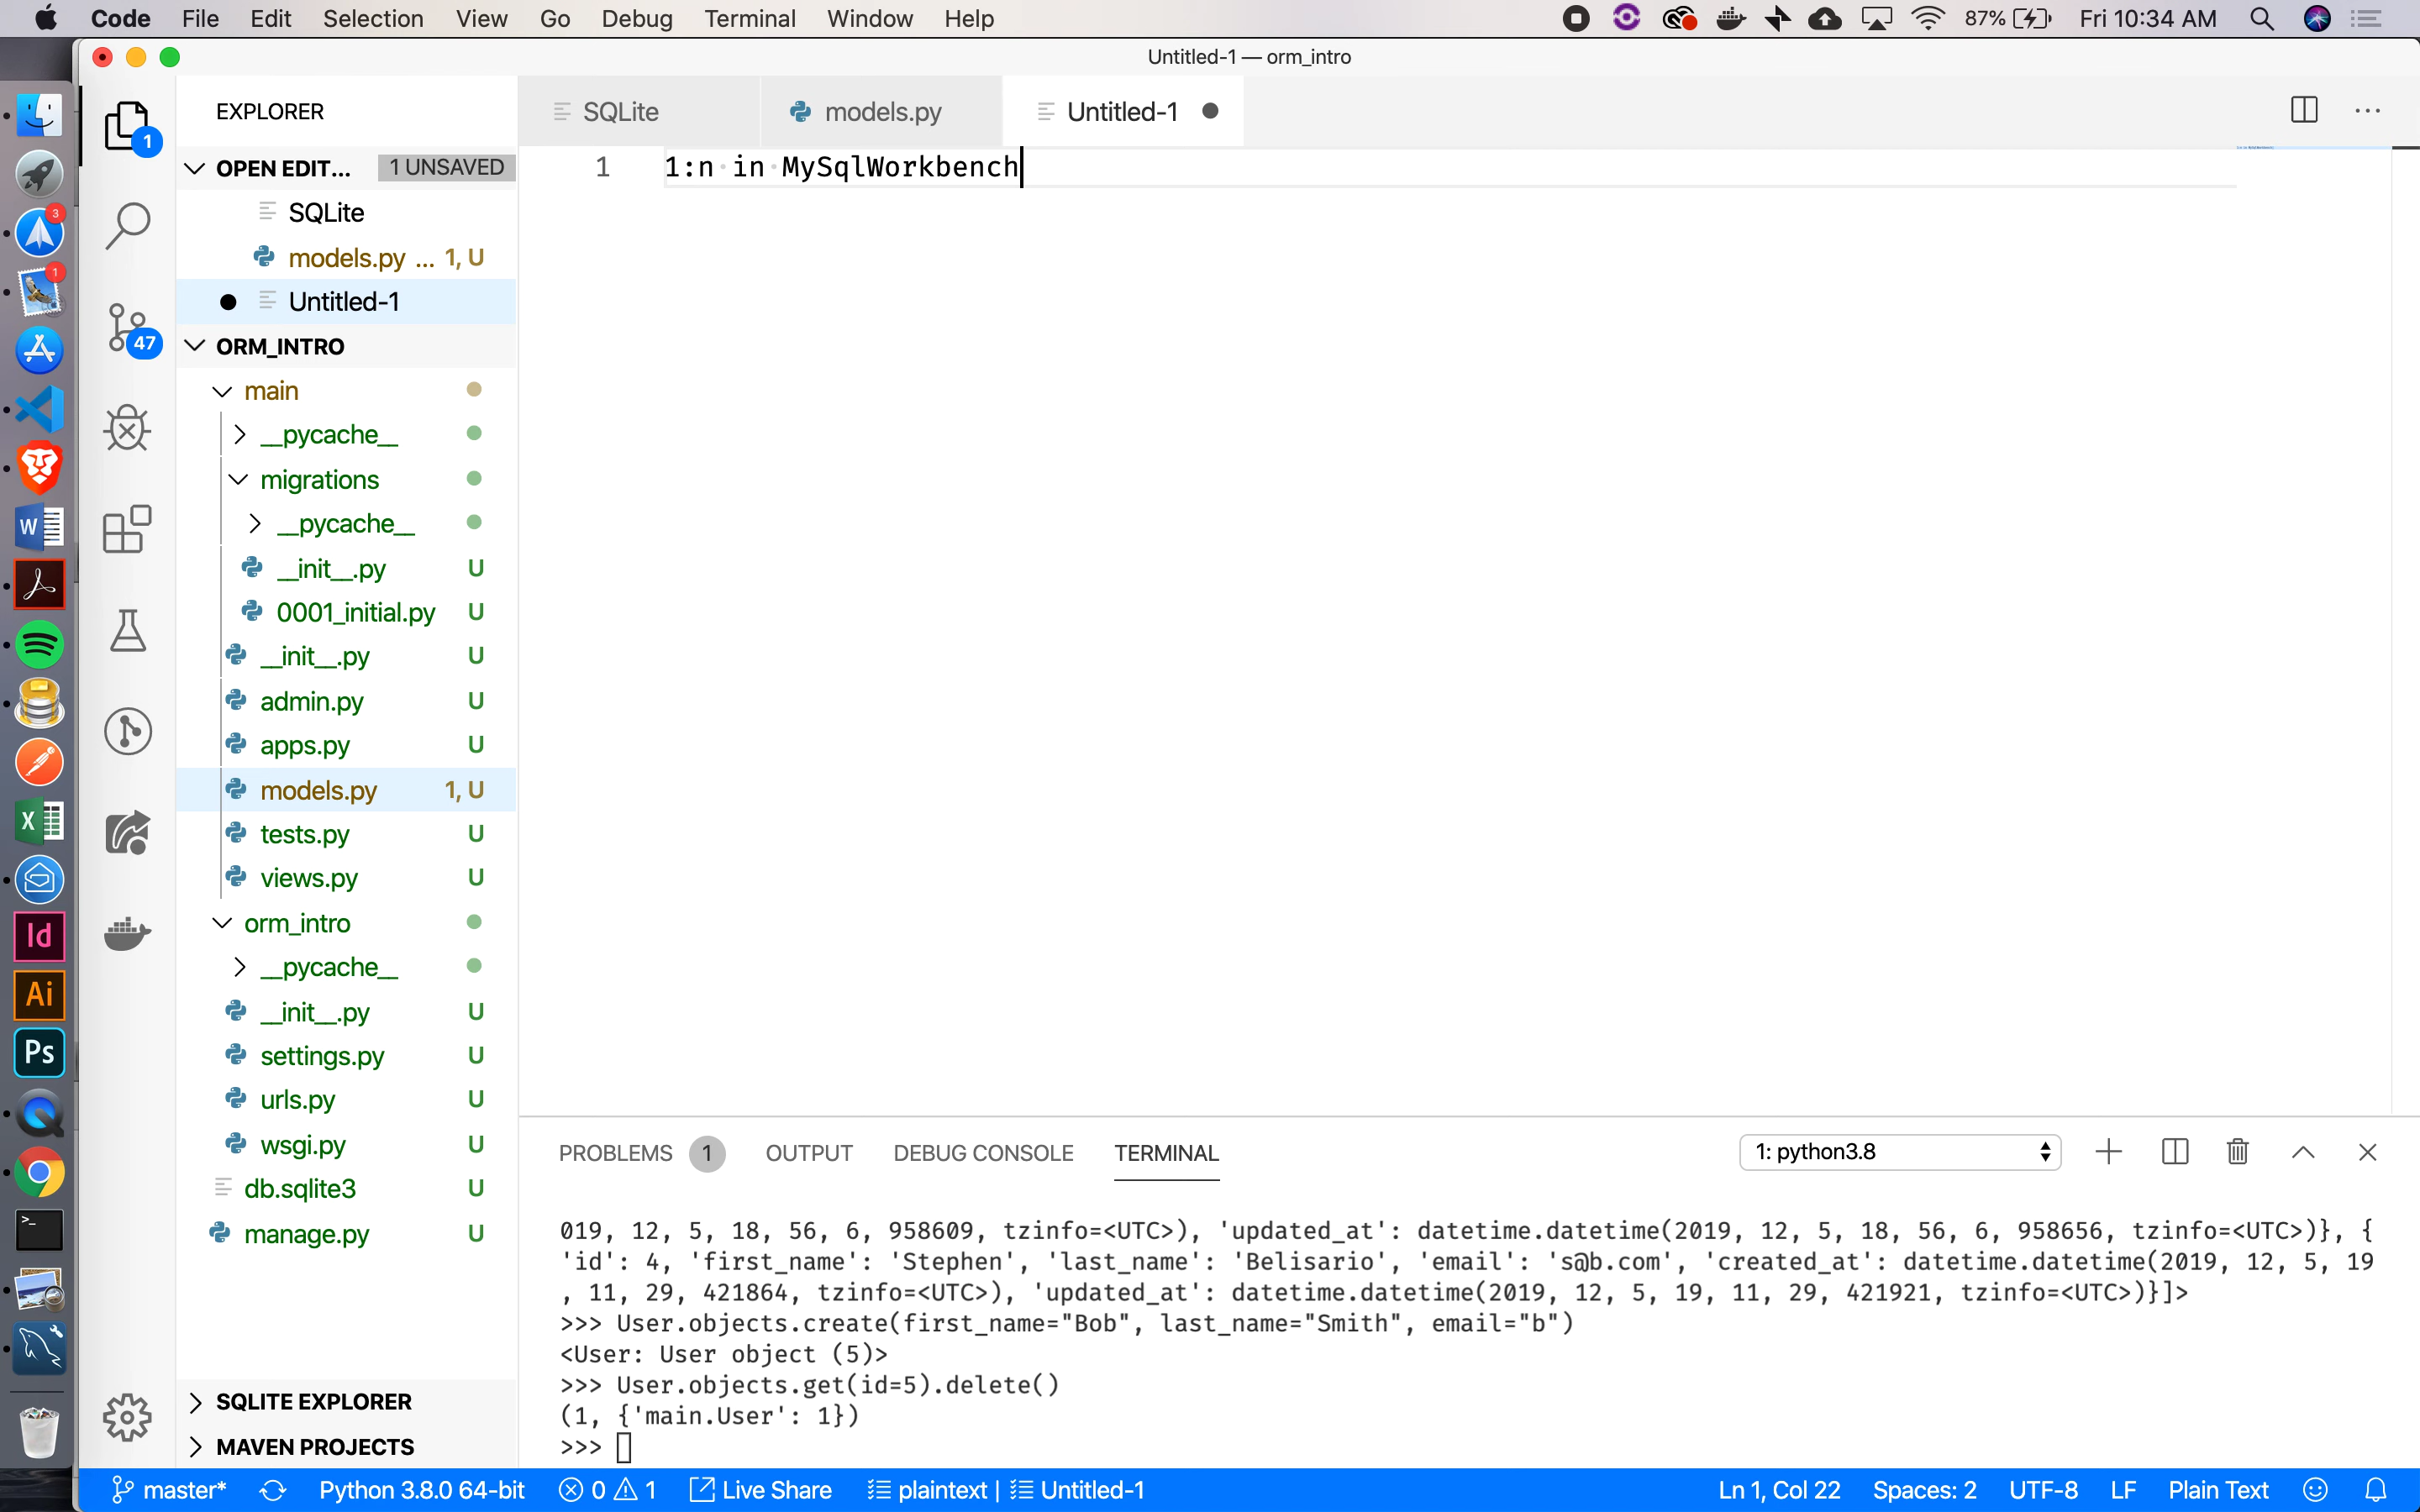 Code File Edit Selection View Go Debug Terminal Window Help 87% Fri 10:34 AM
Untitled-1 — orm_intro
EXPLORER
SQLite models.py Untitled-1
OPEN EDIT... 1 UNSAVED
SQLite
models.py ... 1, U
Untitled-1
ORM_INTRO
main
__pycache__
migrations
__pycache__
__init__.py U
0001_initial.py U
__init__.py U
admin.py U
apps.py U
models.py 1, U
tests.py U
views.py U
orm_intro
__pycache__
__init__.py U
settings.py U
urls.py U
wsgi.py U
db.sqlite3 U
manage.py U
SQLITE EXPLORER
MAVEN PROJECTS
1
47
3
1
W
X
Id
Ai
Ps
>_
1 1:n in MySqlWorkbench
PROBLEMS 1 OUTPUT DEBUG CONSOLE TERMINAL 1: python3.8
019, 12, 5, 18, 56, 6, 958609, tzinfo=<UTC>), 'updated_at': datetime.datetime(2019, 12, 5, 18, 56, 6, 958656, tzinfo=<UTC>)}, {
'id': 4, 'first_name': 'Stephen', 'last_name': 'Belisario', 'email': 's@b.com', 'created_at': datetime.datetime(2019, 12, 5, 19
, 11, 29, 421864, tzinfo=<UTC>), 'updated_at': datetime.datetime(2019, 12, 5, 19, 11, 29, 421921, tzinfo=<UTC>)}]>
>>> User.objects.create(first_name="Bob", last_name="Smith", email="b")
<User: User object (5)>
>>> User.objects.get(id=5).delete()
(1, {'main.User': 1})
>>>
master* Python 3.8.0 64-bit 0 1 Live Share plaintext | Untitled-1 Ln 1, Col 22 Spaces: 2 UTF-8 LF Plain Text